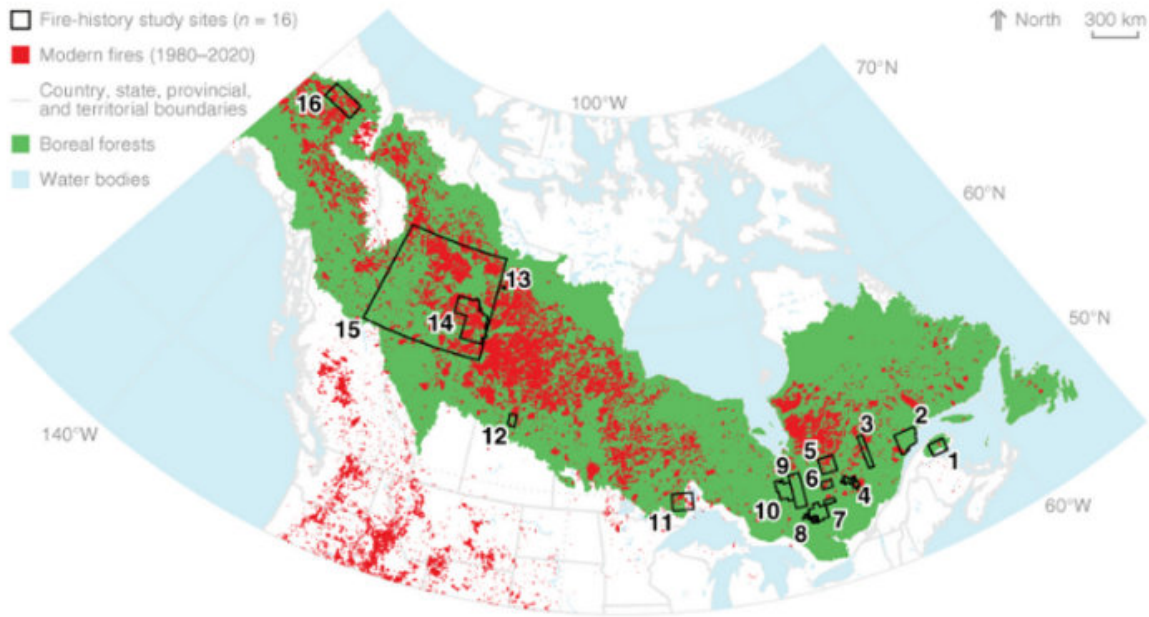 Fire-history study sites (n = 16)
Modern fires (1980–2020)
Country, state, provincial,
and territorial boundaries
Boreal forests
Water bodies
North 300 km
70°N
100°W
60°N
50°N
140°W
60°W
16
13
15
14
12
11
9
10
5
6
8
7
3
4
2
1